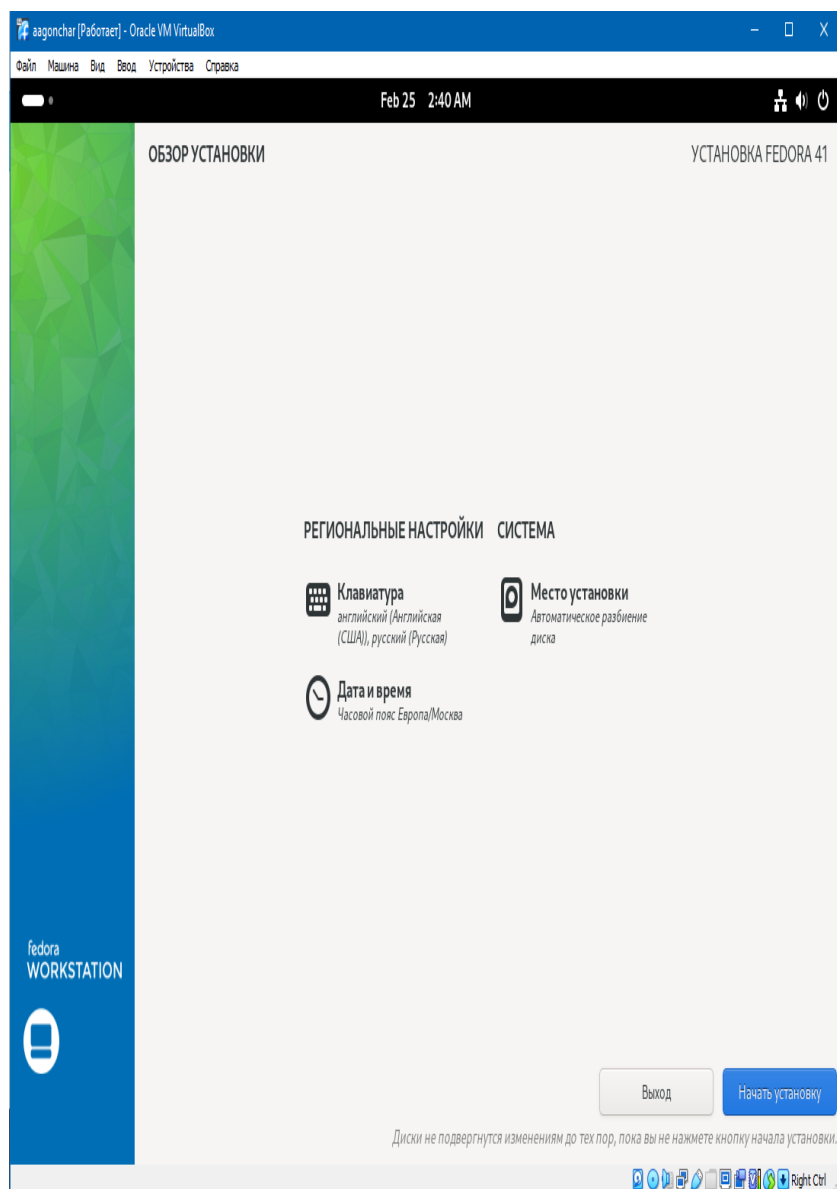 aagonchar [Работает] - Oracle VM VirtualBox
Файл Машина Вид Ввод Устройства Справка
Feb 25 2:40 AM
ОБЗОР УСТАНОВКИ
УСТАНОВКА FEDORA 41
РЕГИОНАЛЬНЫЕ НАСТРОЙКИ
Клавиатура
английский (Английская
(США)), русский (Русская)
Дата и время
Часовой пояс Европа/Москва
СИСТЕМА
Место установки
Автоматическое разбиение
диска
fedora
WORKSTATION
Выход
Начать установку
Диски не подвергнутся изменениям до тех пор, пока вы не нажмете кнопку начала установки.
Right Ctrl